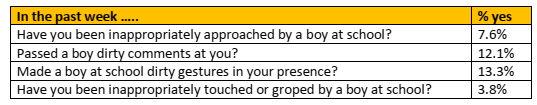 In the past week ..... % yes
Have you been inappropriately approached by a boy at school? 7.6%
Passed a boy dirty comments at you? 12.1%
Made a boy at school dirty gestures in your presence? 13.3%
Have you been inappropriately touched or groped by a boy at school? 3.8%